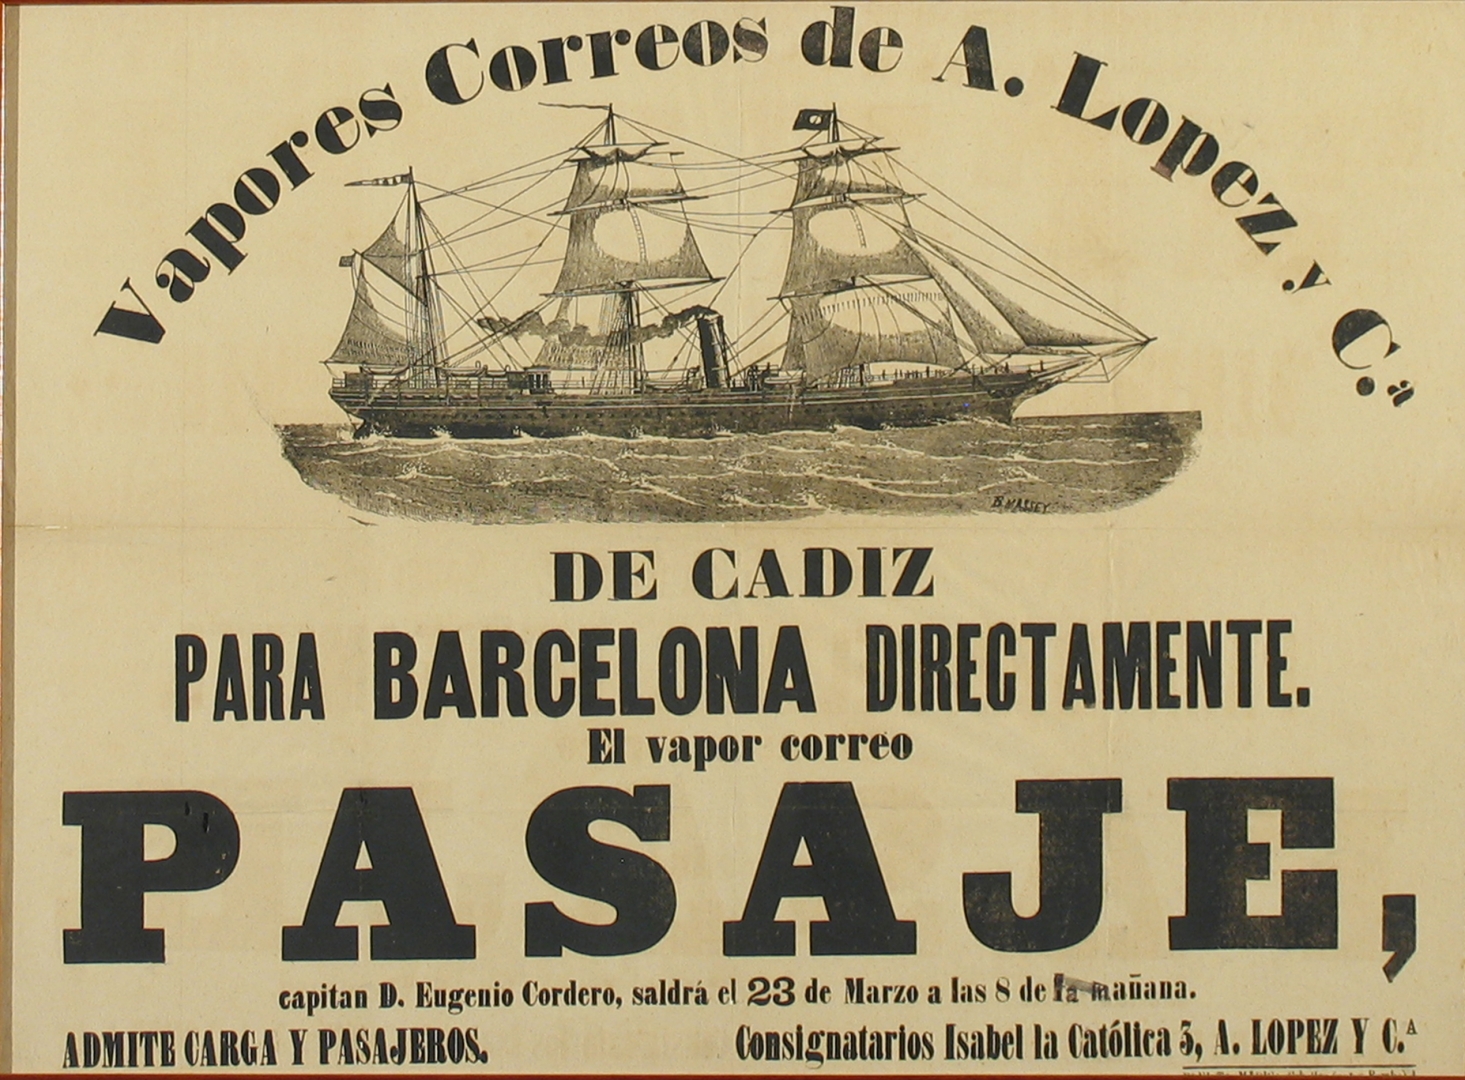 Vapores Correos de A. Lopez y C.ª
B. MASSEY
DE CADIZ
PARA BARCELONA DIRECTAMENTE.
El vapor correo
PASAJE,
capitan D. Eugenio Cordero, saldrá el 23 de Marzo a las 8 de la mañana.
ADMITE CARGA Y PASAJEROS.
Consignatarios Isabel la Católica 3, A. LOPEZ Y C.ᴬ